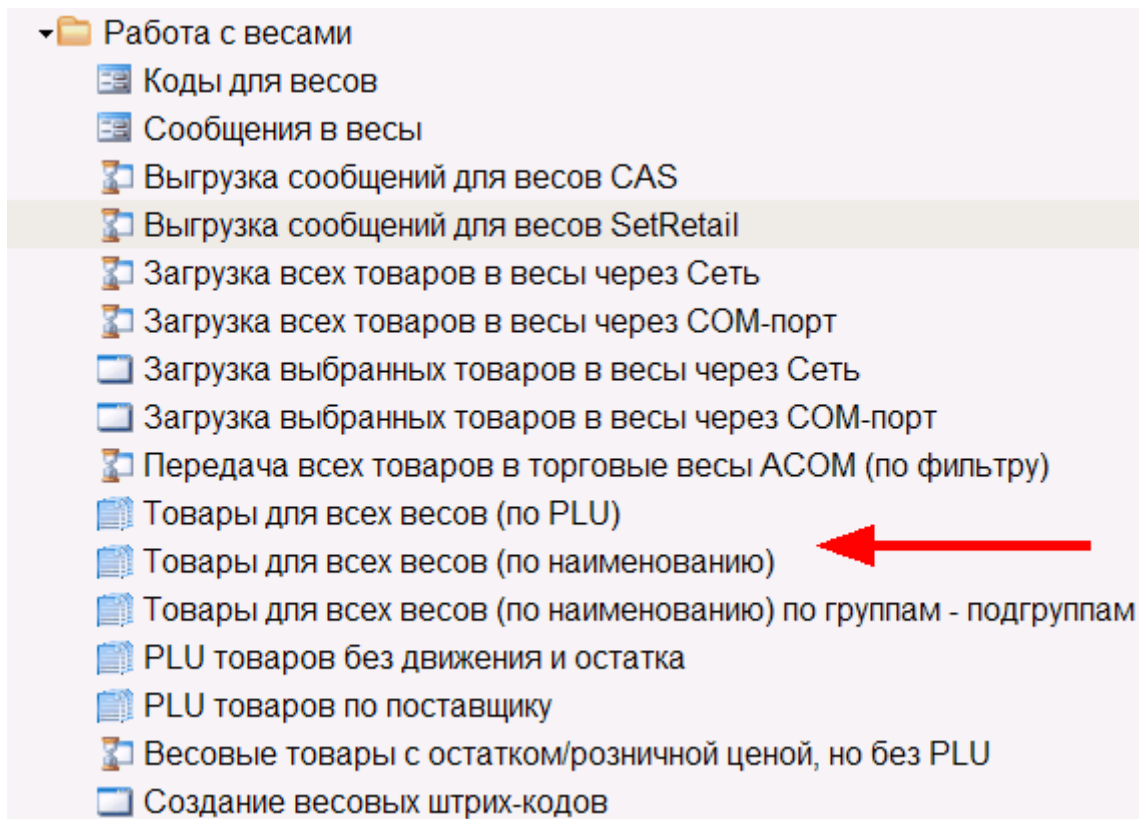 Работа с весами
Коды для весов
Сообщения в весы
Выгрузка сообщений для весов CAS
Выгрузка сообщений для весов SetRetail
Загрузка всех товаров в весы через Сеть
Загрузка всех товаров в весы через COM-порт
Загрузка выбранных товаров в весы через Сеть
Загрузка выбранных товаров в весы через COM-порт
Передача всех товаров в торговые весы ACOM (по фильтру)
Товары для всех весов (по PLU)
Товары для всех весов (по наименованию)
Товары для всех весов (по наименованию) по группам - подгруппам
PLU товаров без движения и остатка
PLU товаров по поставщику
Весовые товары с остатком/розничной ценой, но без PLU
Создание весовых штрих-кодов